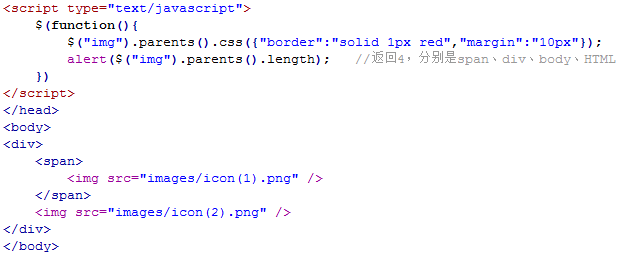 <script type="text/javascript">
    $(function(){
        $("img").parents().css({"border":"solid 1px red","margin":"10px"});
        alert($("img").parents().length);   //返回4，分别是span、div、body、HTML
    })
</script>
</head>
<body>
<div>
    <span>
        <img src="images/icon(1).png" />
    </span>
    <img src="images/icon(2).png" />
</div>
</body>